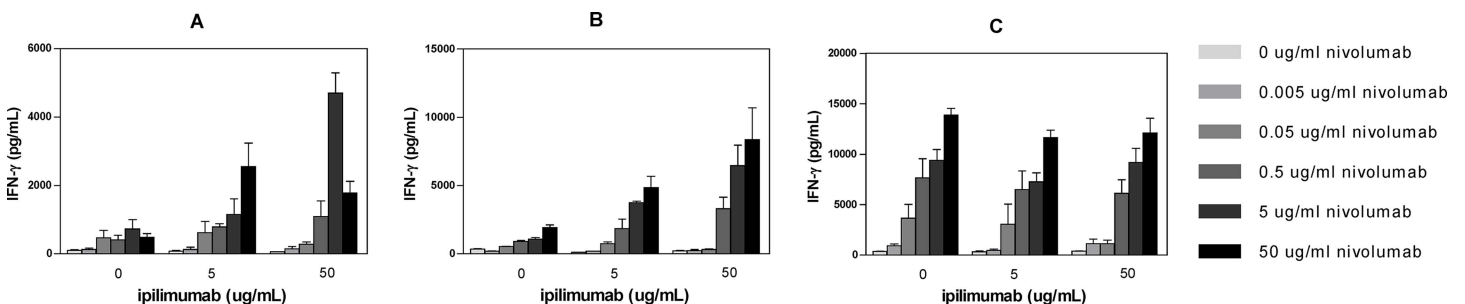 A
IFN-γ (pg/mL)
6000
4000
2000
0
0 5 50
ipilimumab (ug/mL)
B
IFN-γ (pg/mL)
15000
10000
5000
0
0 5 50
ipilimumab (ug/mL)
C
IFN-γ (pg/mL)
20000
15000
10000
5000
0
0 5 50
ipilimumab (ug/mL)
0 ug/ml nivolumab
0.005 ug/ml nivolumab
0.05 ug/ml nivolumab
0.5 ug/ml nivolumab
5 ug/ml nivolumab
50 ug/ml nivolumab